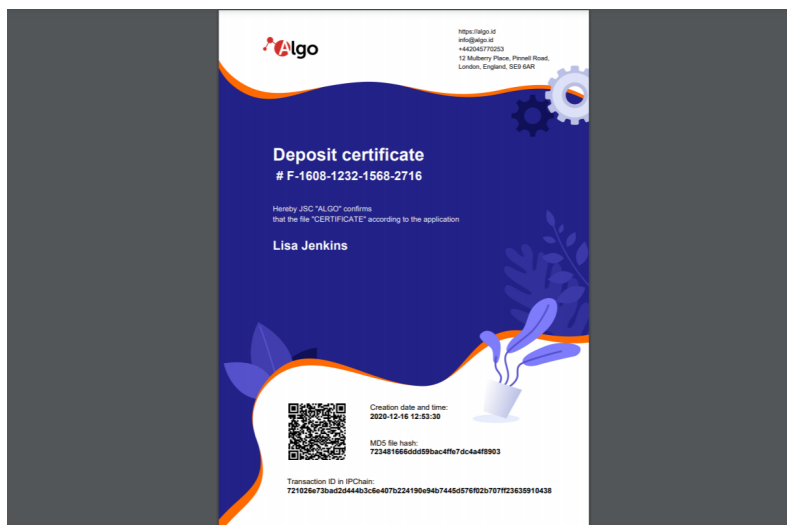 Algo
https://algo.id
info@algo.id
+442045770253
12 Mulberry Place, Pinnell Road,
London, England, SE9 6AR
Deposit certificate
# F-1608-1232-1568-2716
Hereby JSC "ALGO" confirms
that the file "CERTIFICATE" according to the application
Lisa Jenkins
Creation date and time:
2020-12-16 12:53:30
MD5 file hash:
723481666ddd59bac4ffe7dc4a4f8903
Transaction ID in IPChain:
721026e73bad2d444b3c6e407b224190e94b7445d576f02b707ff23635910438